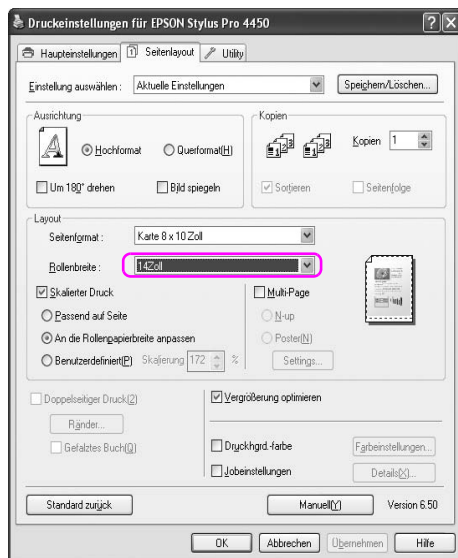 Druckeinstellungen für EPSON Stylus Pro 4450
Haupteinstellungen Seitenlayout Utility
Einstellung auswählen : Aktuelle Einstellungen Speichern/Löschen...
Ausrichtung
A Hochformat Querformat(H)
Um 180° drehen Bild spiegeln
Kopien
Kopien 1
Sortieren Seitenfolge
Layout
Seitenformat : Karte 8 x 10 Zoll
Rollenbreite : 14Zoll
Skalierter Druck
Passend auf Seite
An die Rollenpapierbreite anpassen
Benutzerdefiniert(P) Skalierung 172 %
Multi-Page
N-up
Poster(N)
Settings...
Doppelseitiger Druck(2)
Ränder...
Gefalztes Buch(Q)
Vergrößerung optimieren
Druckhgrd.-farbe Farbeinstellungen...
Jobeinstellungen Details(X)...
Standard zurück Manuell(Y) Version 6.50
OK Abbrechen Übernehmen Hilfe